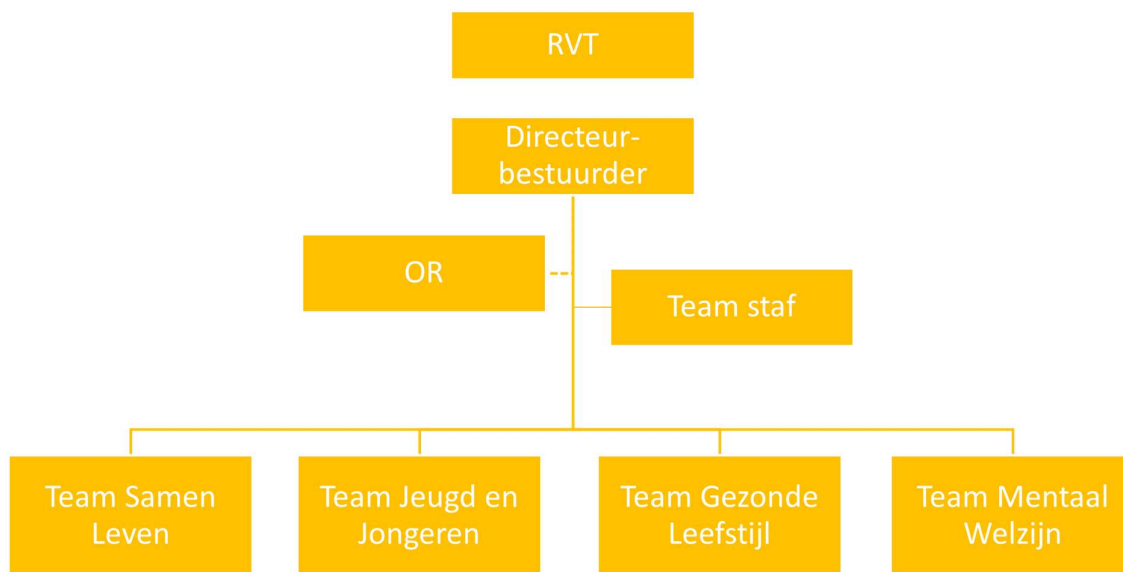 RVT
Directeur-
bestuurder
OR
Team staf
Team Samen
Leven
Team Jeugd en
Jongeren
Team Gezonde
Leefstijl
Team Mentaal
Welzijn